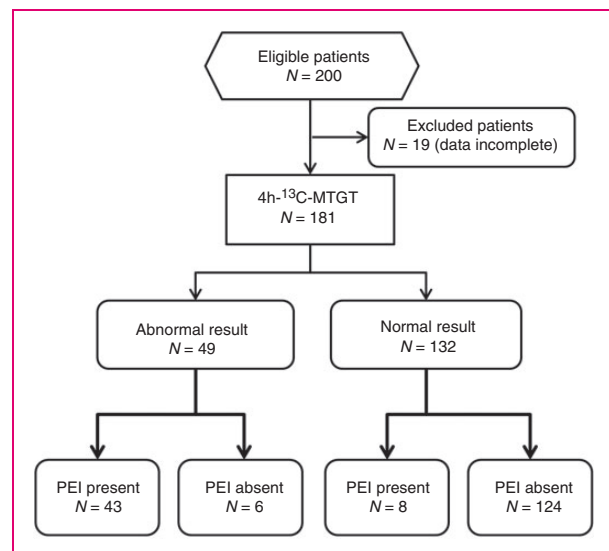 Eligible patients
N = 200
Excluded patients
N = 19 (data incomplete)
4h-¹³C-MTGT
N = 181
Abnormal result
N = 49
Normal result
N = 132
PEI present
N = 43
PEI absent
N = 6
PEI present
N = 8
PEI absent
N = 124